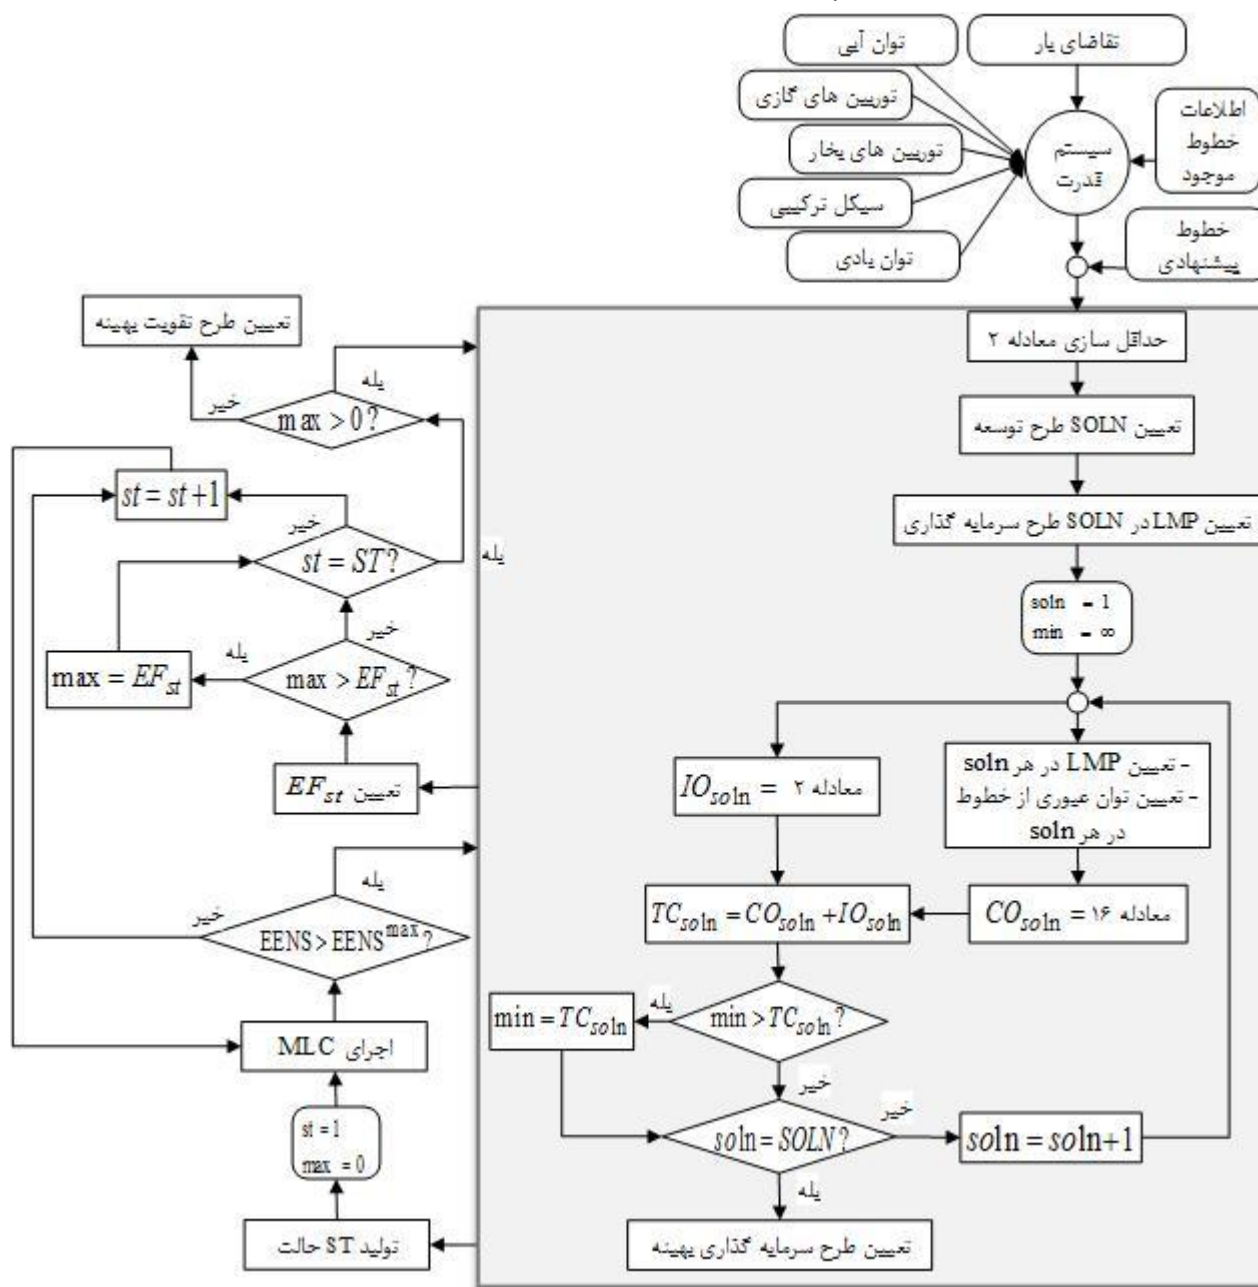 توان آبی
تقاضای بار
توربین های گازی
توربین های بخار
سیکل ترکیبی
توان بادی
سیستم
قدرت
اطلاعات
خطوط
موجود
خطوط
پیشنهادی
حداقل سازی معادله ۲
تعیین SOLN طرح توسعه
تعیین LMP در SOLN طرح سرمایه گذاری
soln = 1
min = ∞
- تعیین LMP در هر soln
- تعیین توان عبوری از خطوط
در هر soln
IO_soln = معادله ۲
CO_soln = معادله ۱۶
TC_soln = CO_soln + IO_soln
min > TC_soln?
بله
min = TC_soln
خیر
soln = SOLN?
خیر
soln = soln+1
بله
تعیین طرح سرمایه گذاری بهینه
تولید ST حالت
st = 1
max = 0
اجرای MLC
EENS > EENS^max?
بله
خیر
تعیین EF_st
max > EF_st?
بله
max = EF_st
خیر
st = ST?
خیر
st = st+1
بله
max > 0?
بله
خیر
تعیین طرح تقویت بهینه